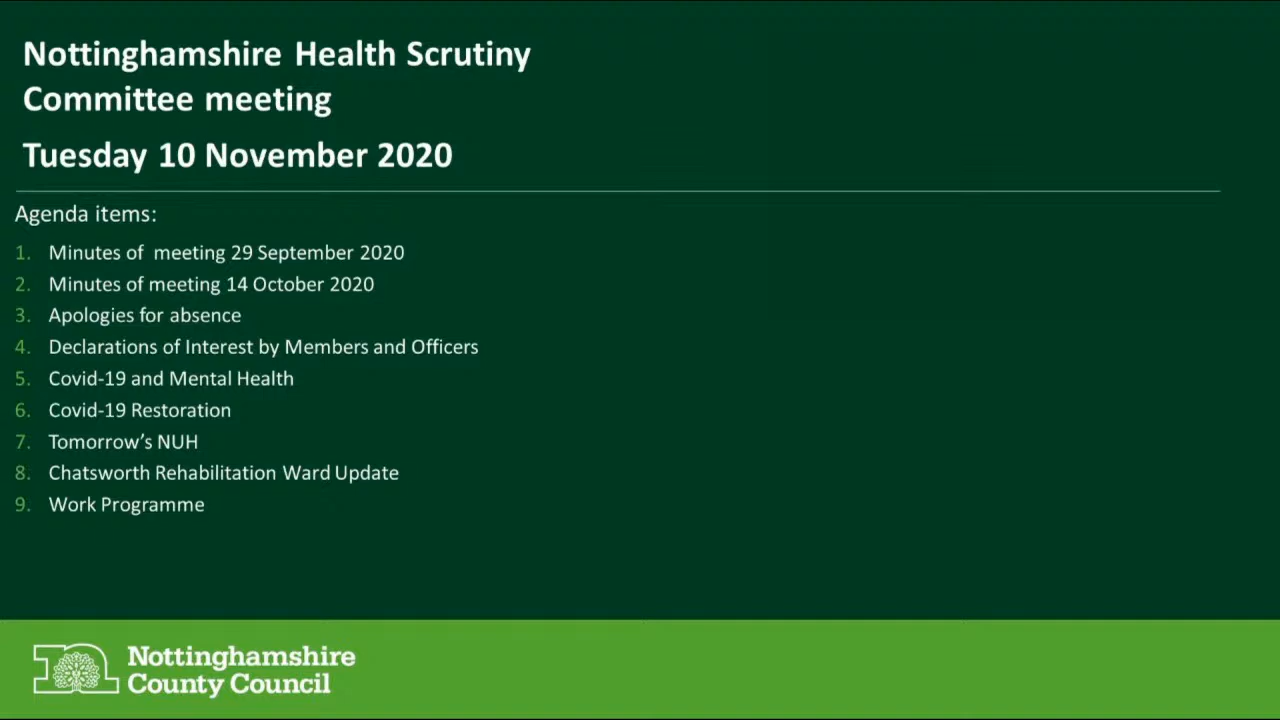 Nottinghamshire Health Scrutiny
Committee meeting
Tuesday 10 November 2020
Agenda items:
1. Minutes of  meeting 29 September 2020
2. Minutes of meeting 14 October 2020
3. Apologies for absence
4. Declarations of Interest by Members and Officers
5. Covid-19 and Mental Health
6. Covid-19 Restoration
7. Tomorrow’s NUH
8. Chatsworth Rehabilitation Ward Update
9. Work Programme
Nottinghamshire
County Council